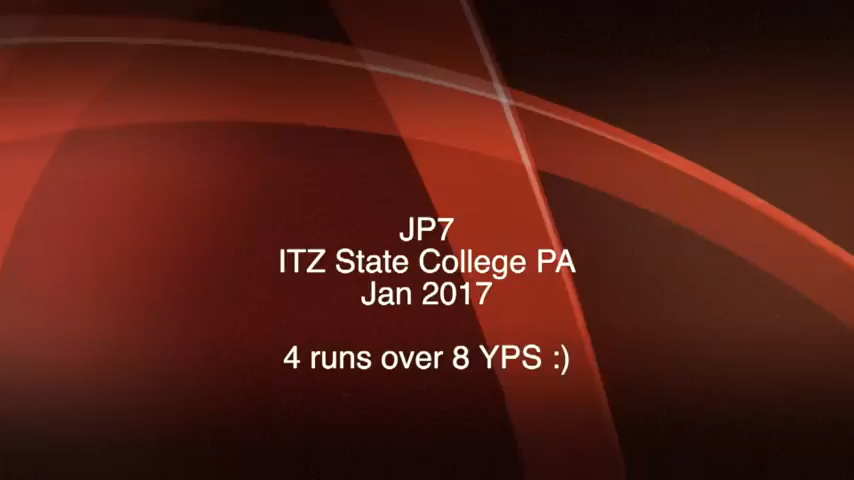 JP7
ITZ State College PA
Jan 2017
4 runs over 8 YPS :)